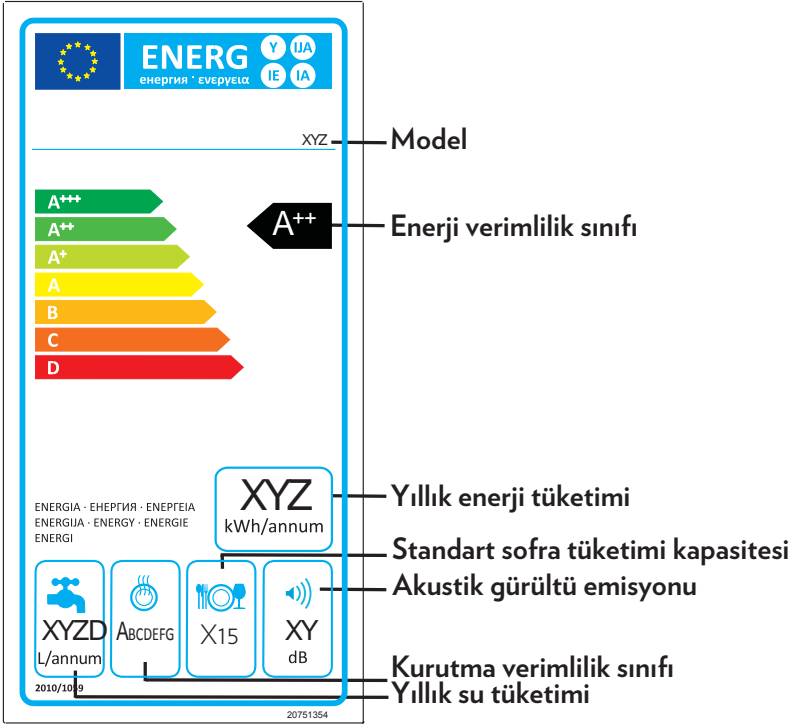 ENERG Y IJA
енергия · ενεργεια IE IA
XYZ Model
A+++
A++ A++ Enerji verimlilik sınıfı
A+
A
B
C
D
XYZ Yıllık enerji tüketimi
kWh/annum
ENERGIA · ЕНЕРГИЯ · ΕΝΕΡΓΕΙΑ
ENERGIJA · ENERGY · ENERGIE
ENERGI
Standart sofra tüketimi kapasitesi
Akustik gürültü emisyonu
XYZD ABCDEFG X15 XY
L/annum dB
Kurutma verimlilik sınıfı
2010/1059 Yıllık su tüketimi
20751354